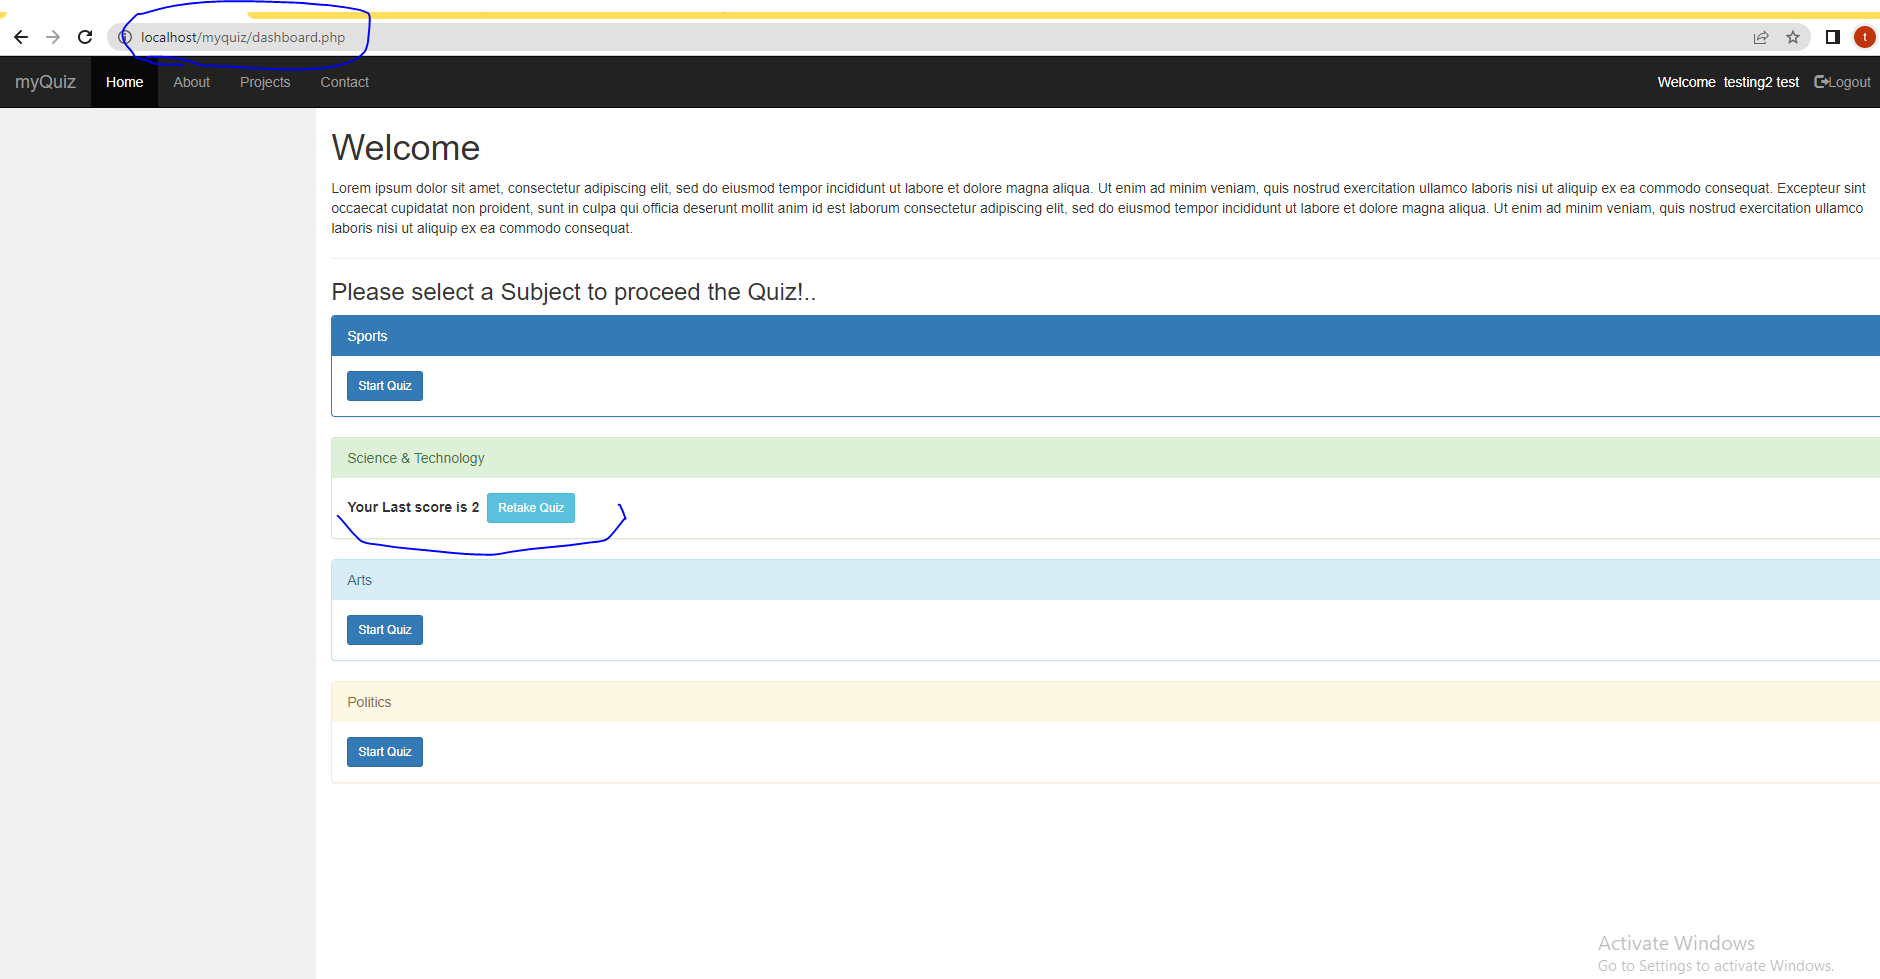 localhost/myquiz/dashboard.php
t
myQuiz Home About Projects Contact Welcome testing2 test Logout
Welcome
Lorem ipsum dolor sit amet, consectetur adipiscing elit, sed do eiusmod tempor incididunt ut labore et dolore magna aliqua. Ut enim ad minim veniam, quis nostrud exercitation ullamco laboris nisi ut aliquip ex ea commodo consequat. Excepteur sint
occaecat cupidatat non proident, sunt in culpa qui officia deserunt mollit anim id est laborum consectetur adipiscing elit, sed do eiusmod tempor incididunt ut labore et dolore magna aliqua. Ut enim ad minim veniam, quis nostrud exercitation ullamco
laboris nisi ut aliquip ex ea commodo consequat.
Please select a Subject to proceed the Quiz!..
Sports
Start Quiz
Science & Technology
Your Last score is 2 Retake Quiz
Arts
Start Quiz
Politics
Start Quiz
Activate Windows
Go to Settings to activate Windows.